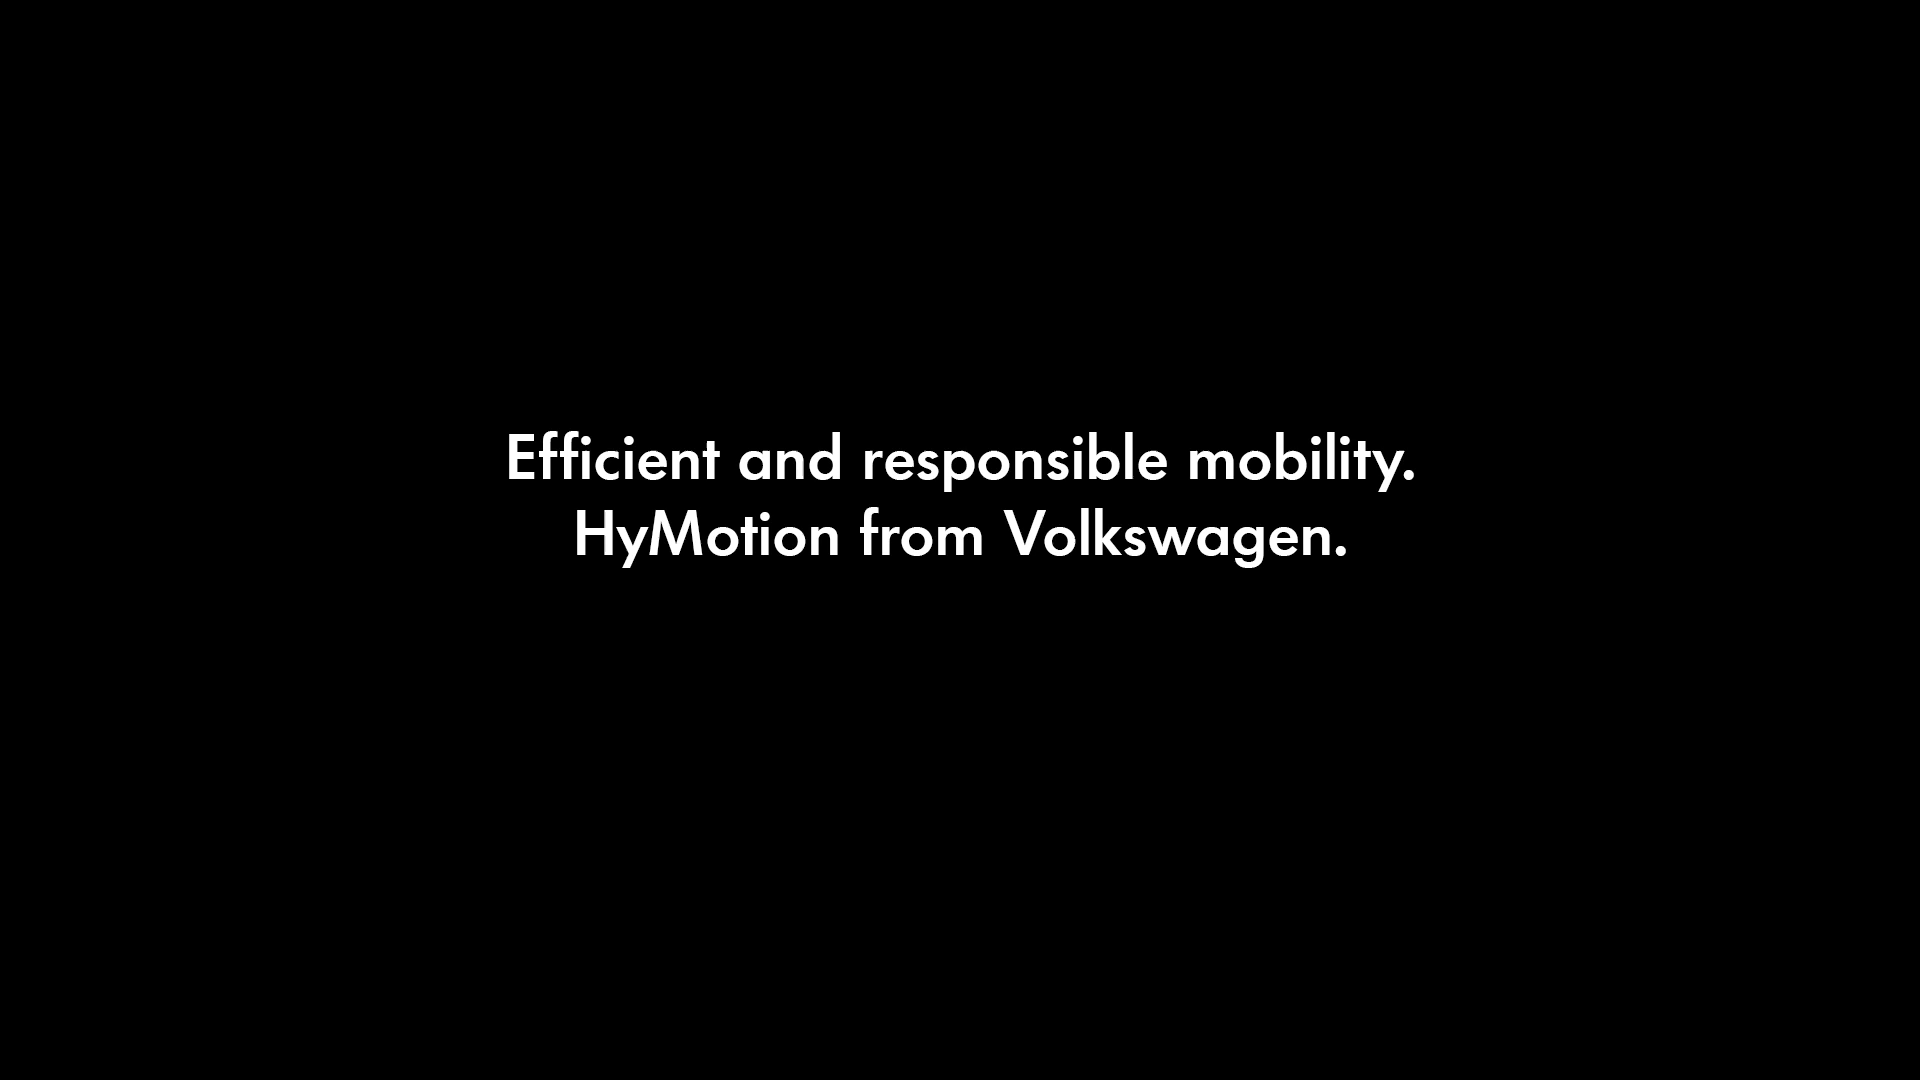 Efficient and responsible mobility.
HyMotion from Volkswagen.